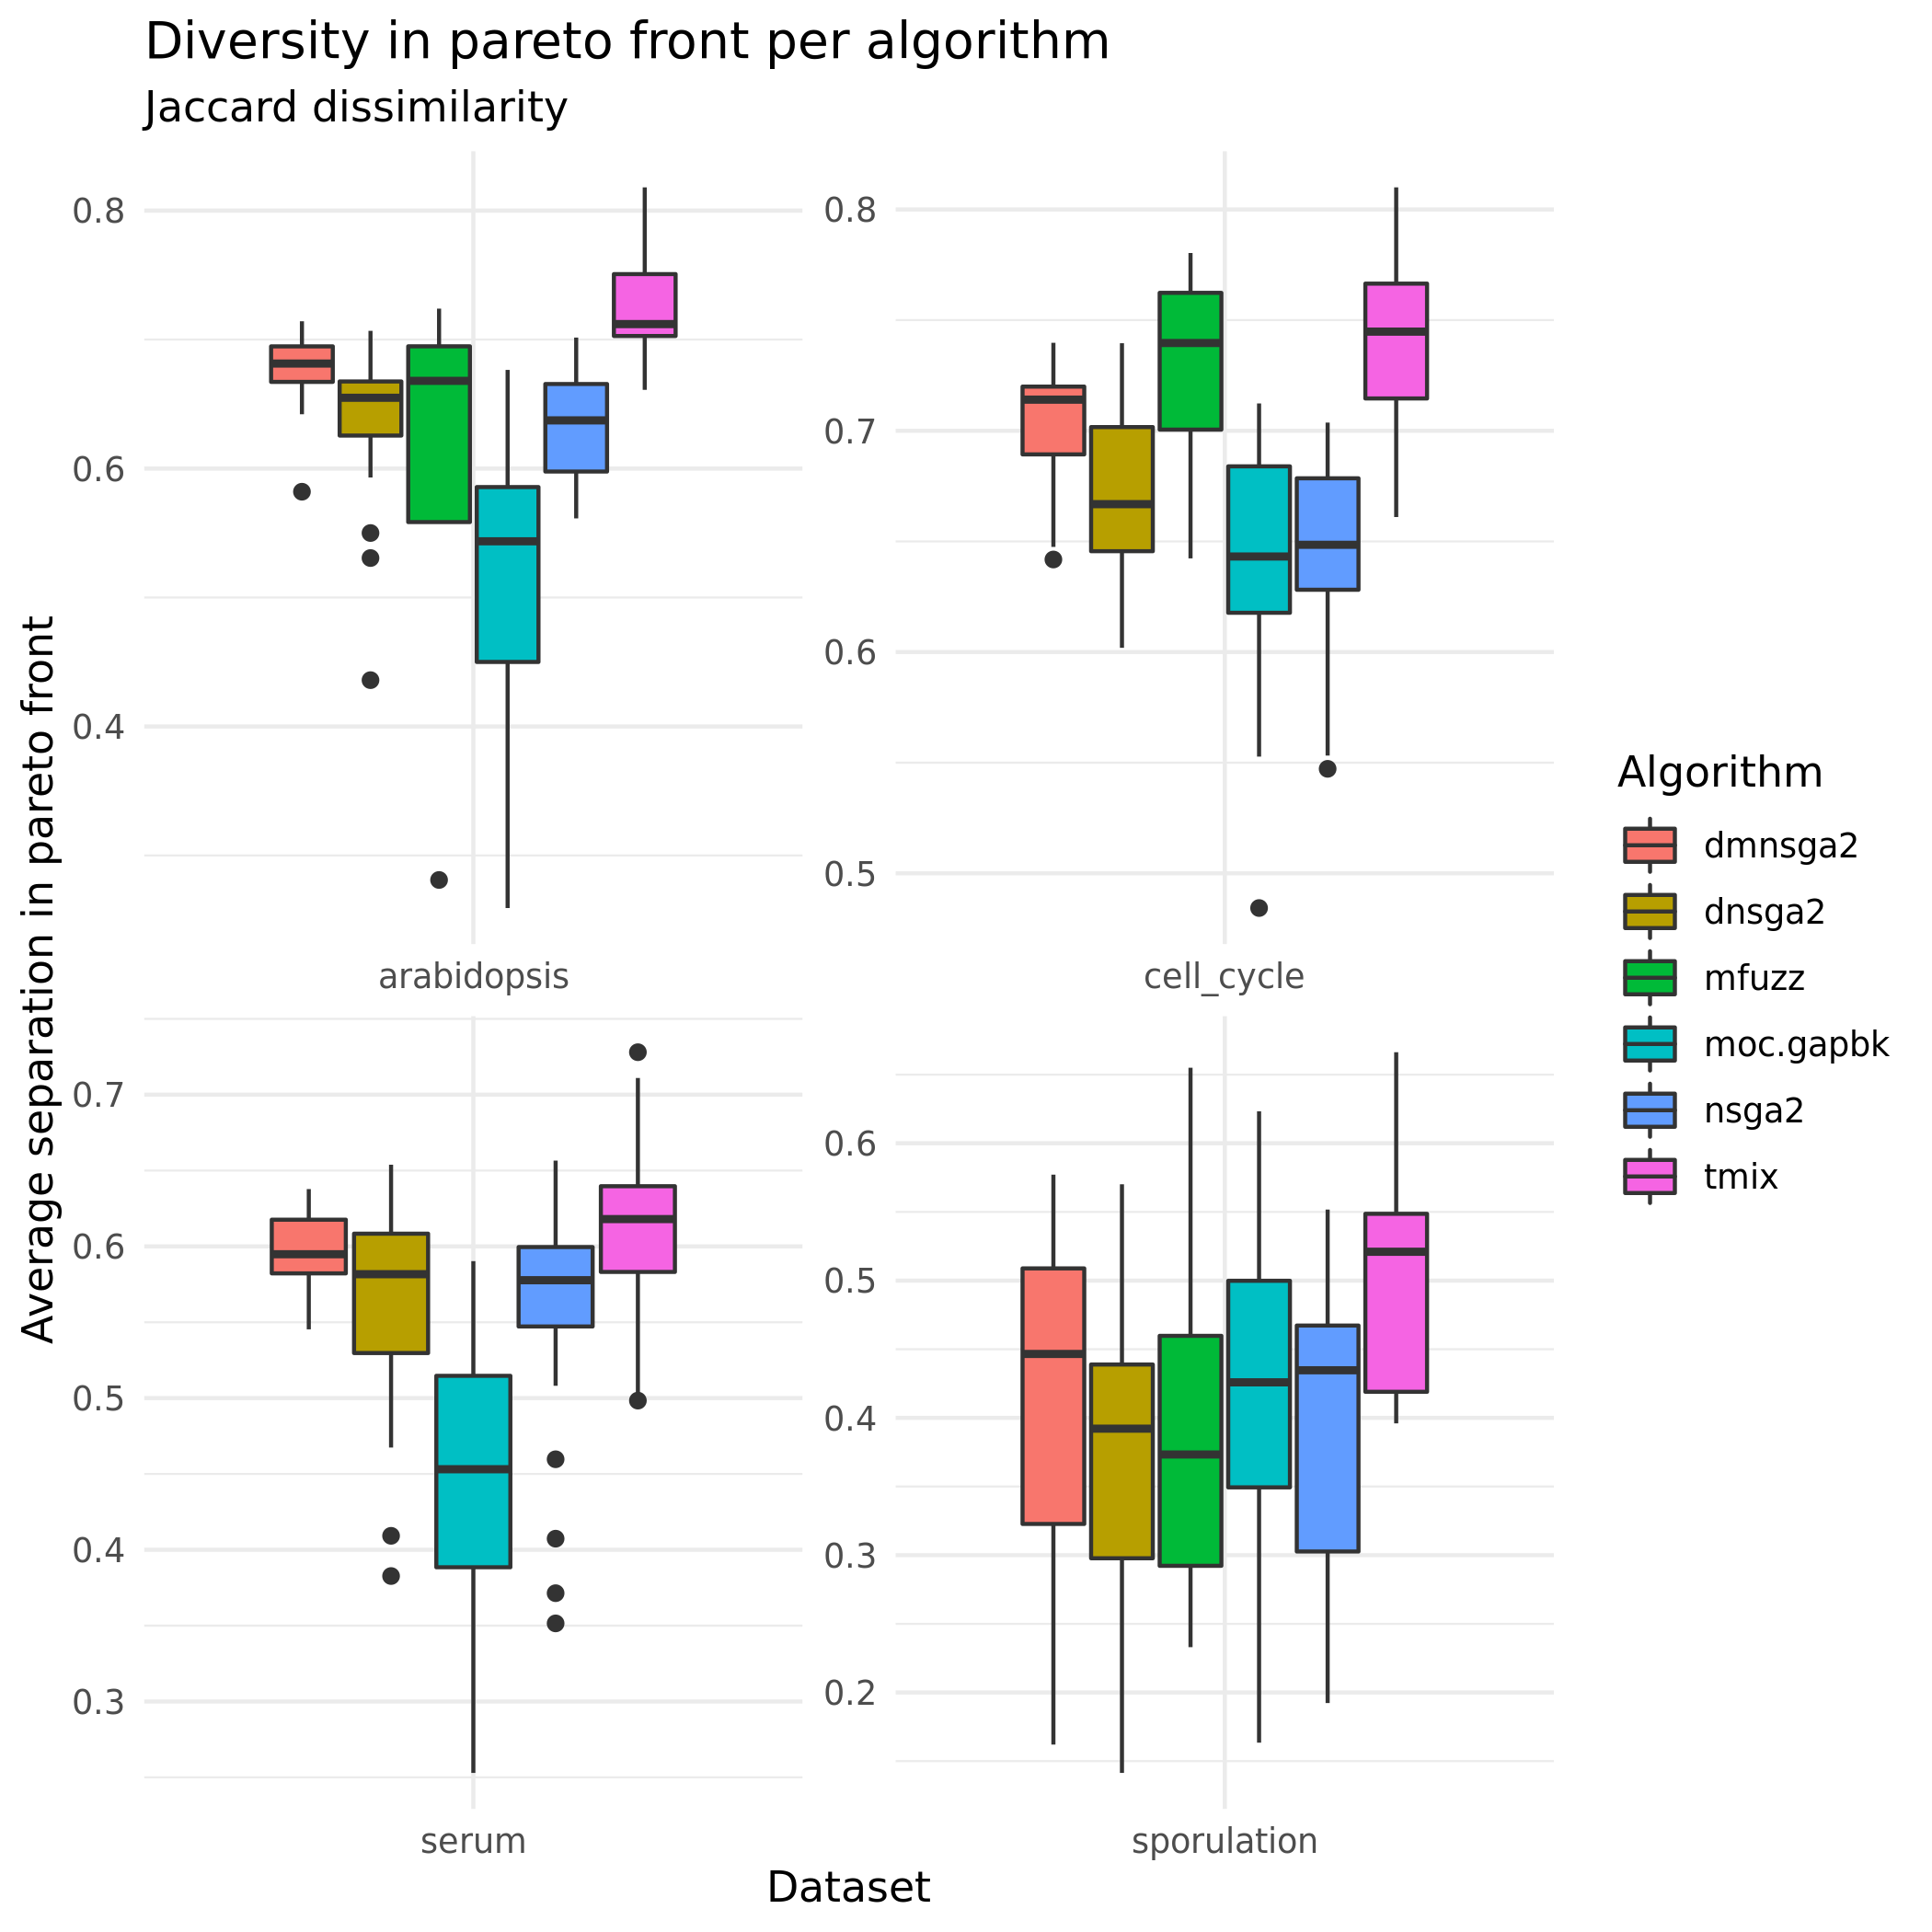 Diversity in pareto front per algorithm
Jaccard dissimilarity
Average separation in pareto front
0.8
0.6
0.4
arabidopsis
0.8
0.7
0.6
0.5
cell_cycle
0.7
0.6
0.5
0.4
0.3
serum
0.6
0.5
0.4
0.3
0.2
sporulation
Dataset
Algorithm
dmnsga2
dnsga2
mfuzz
moc.gapbk
nsga2
tmix